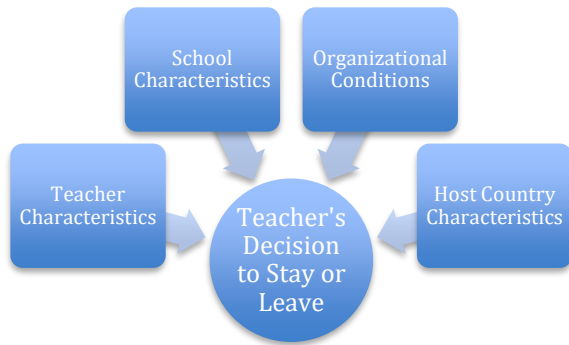 School
Characteristics
Organizational
Conditions
Teacher
Characteristics
Host Country
Characteristics
Teacher's
Decision
to Stay or
Leave